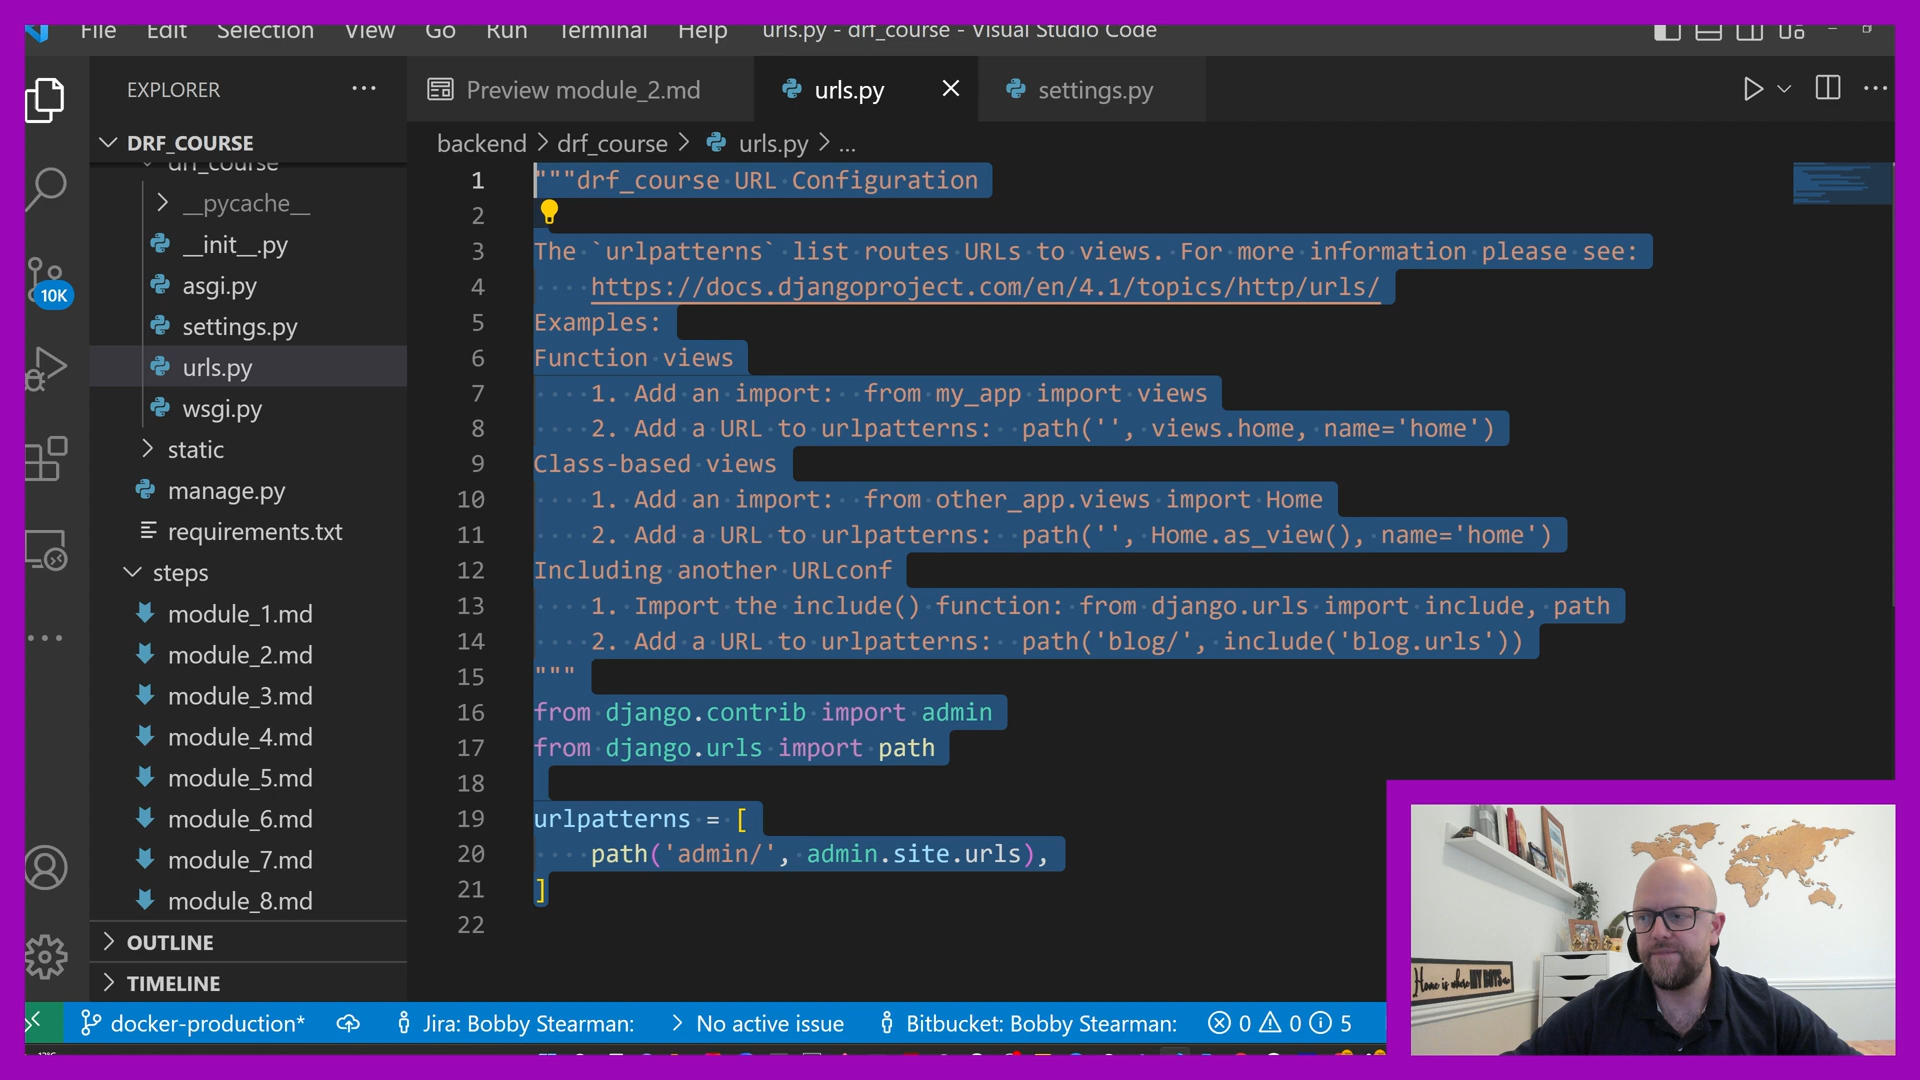 File Edit Selection View Go Run Terminal Help urls.py - drf_course - Visual Studio Code
EXPLORER
Preview module_2.md
urls.py
settings.py
DRF_COURSE
backend drf_course urls.py ...
drf_course
__pycache__
__init__.py
asgi.py
settings.py
urls.py
wsgi.py
static
manage.py
requirements.txt
steps
module_1.md
module_2.md
module_3.md
module_4.md
module_5.md
module_6.md
module_7.md
module_8.md
OUTLINE
TIMELINE
10K
1 """drf_course URL Configuration
2
3 The `urlpatterns` list routes URLs to views. For more information please see:
4     https://docs.djangoproject.com/en/4.1/topics/http/urls/
5 Examples:
6 Function views
7     1. Add an import:  from my_app import views
8     2. Add a URL to urlpatterns:  path('', views.home, name='home')
9 Class-based views
10     1. Add an import:  from other_app.views import Home
11     2. Add a URL to urlpatterns:  path('', Home.as_view(), name='home')
12 Including another URLconf
13     1. Import the include() function: from django.urls import include, path
14     2. Add a URL to urlpatterns:  path('blog/', include('blog.urls'))
15 """
16 from django.contrib import admin
17 from django.urls import path
18
19 urlpatterns = [
20     path('admin/', admin.site.urls),
21 ]
22
Home is where MY BOYS
docker-production* Jira: Bobby Stearman: No active issue Bitbucket: Bobby Stearman: 0 0 5